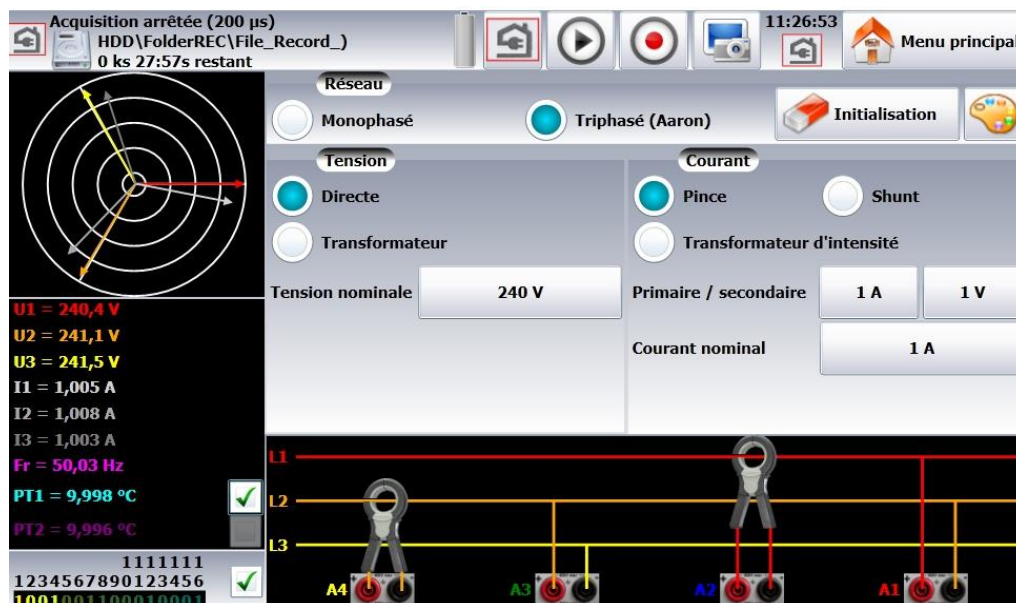 Acquisition arrêtée (200 µs)
HDD\FolderREC\File_Record_)
0 ks 27:57s restant
11:26:53
Menu principal
Réseau
Monophasé
Triphasé (Aaron)
Initialisation
Tension
Directe
Transformateur
Tension nominale
240 V
Courant
Pince
Shunt
Transformateur d'intensité
Primaire / secondaire
1 A
1 V
Courant nominal
1 A
U1 = 240,4 V
U2 = 241,1 V
U3 = 241,5 V
I1 = 1,005 A
I2 = 1,008 A
I3 = 1,003 A
Fr = 50,03 Hz
PT1 = 9,998 °C
PT2 = 9,996 °C
1111111
1234567890123456
1001001100010001
L1
L2
L3
A4
A3
A2
A1